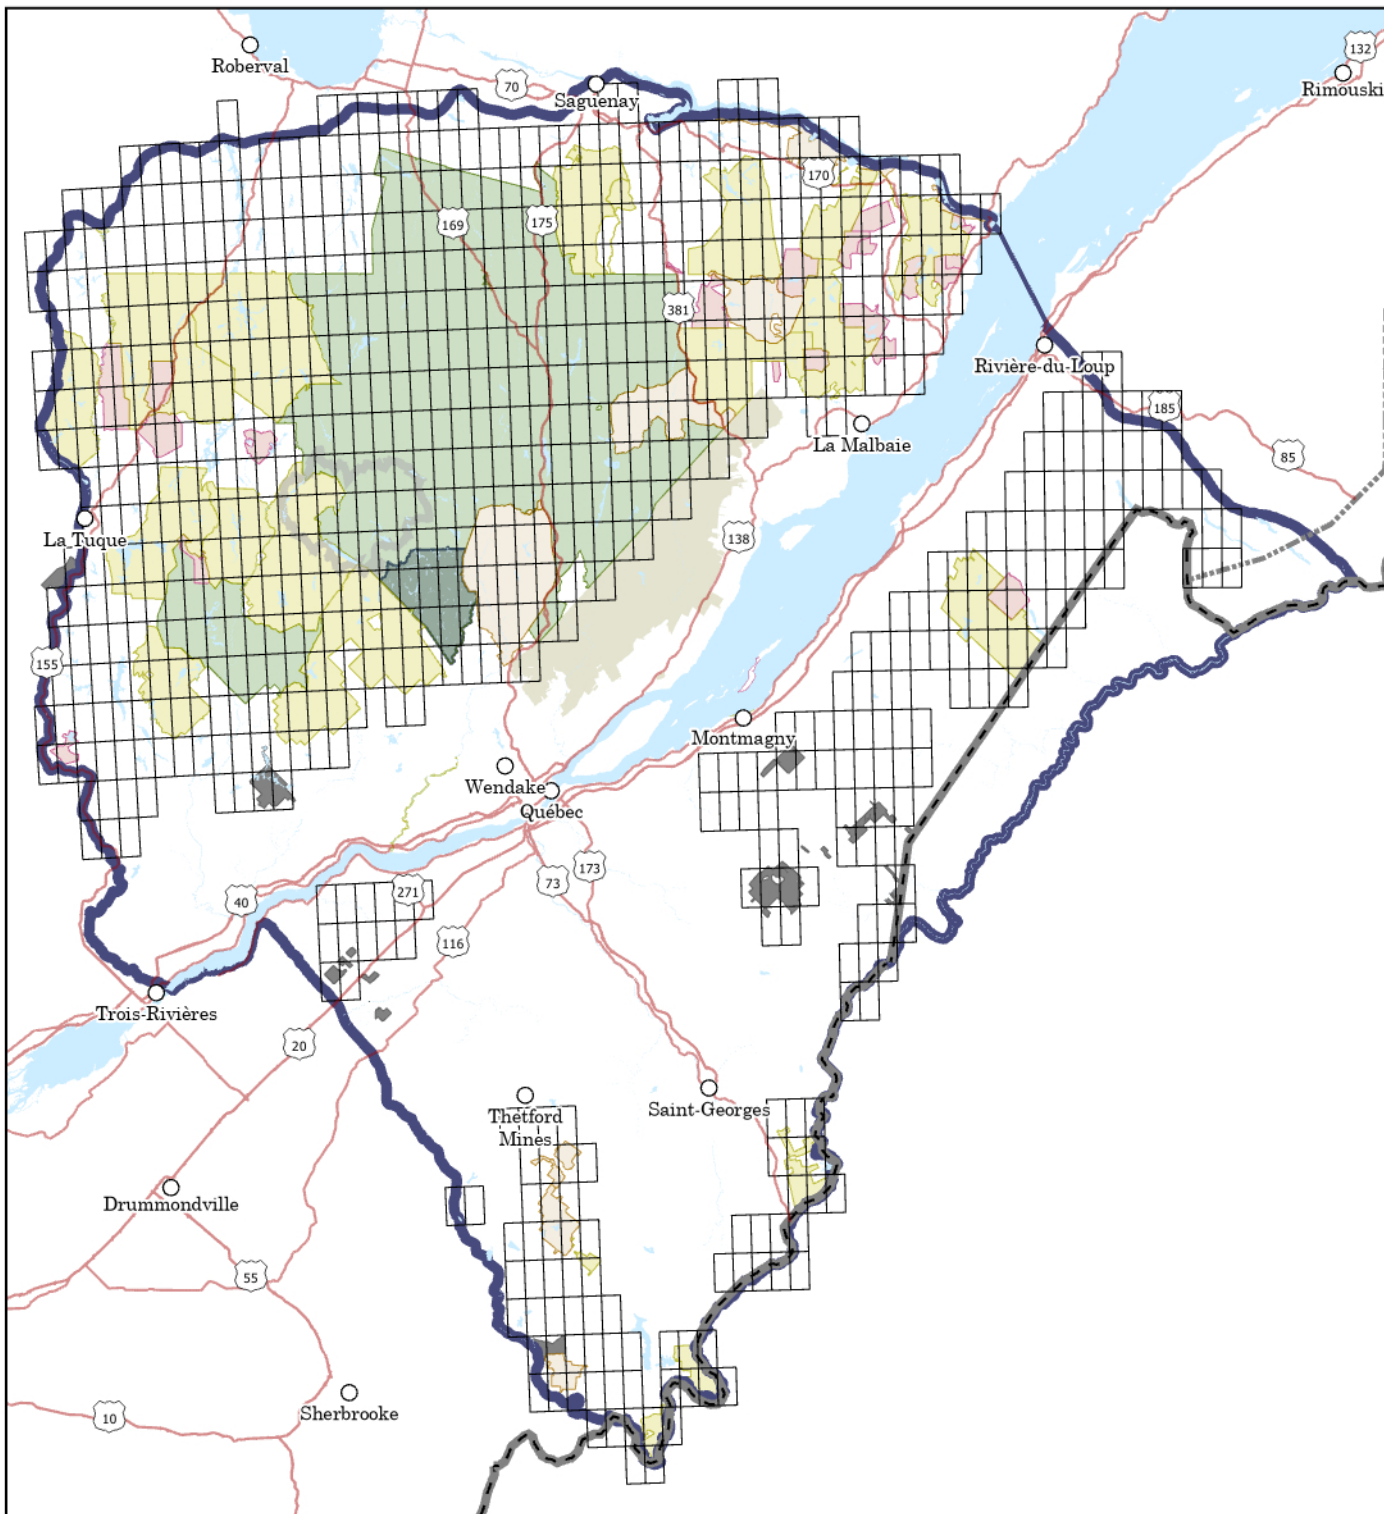 132
Roberval
Rimouski
70
Saguenay
170
169
175
381
Rivière-du-Loup
185
La Malbaie
85
La Tuque
138
155
Montmagny
Wendake
Québec
173
73
271
40
116
Trois-Rivières
20
Saint-Georges
Thetford
Mines
Drummondville
55
Sherbrooke
10